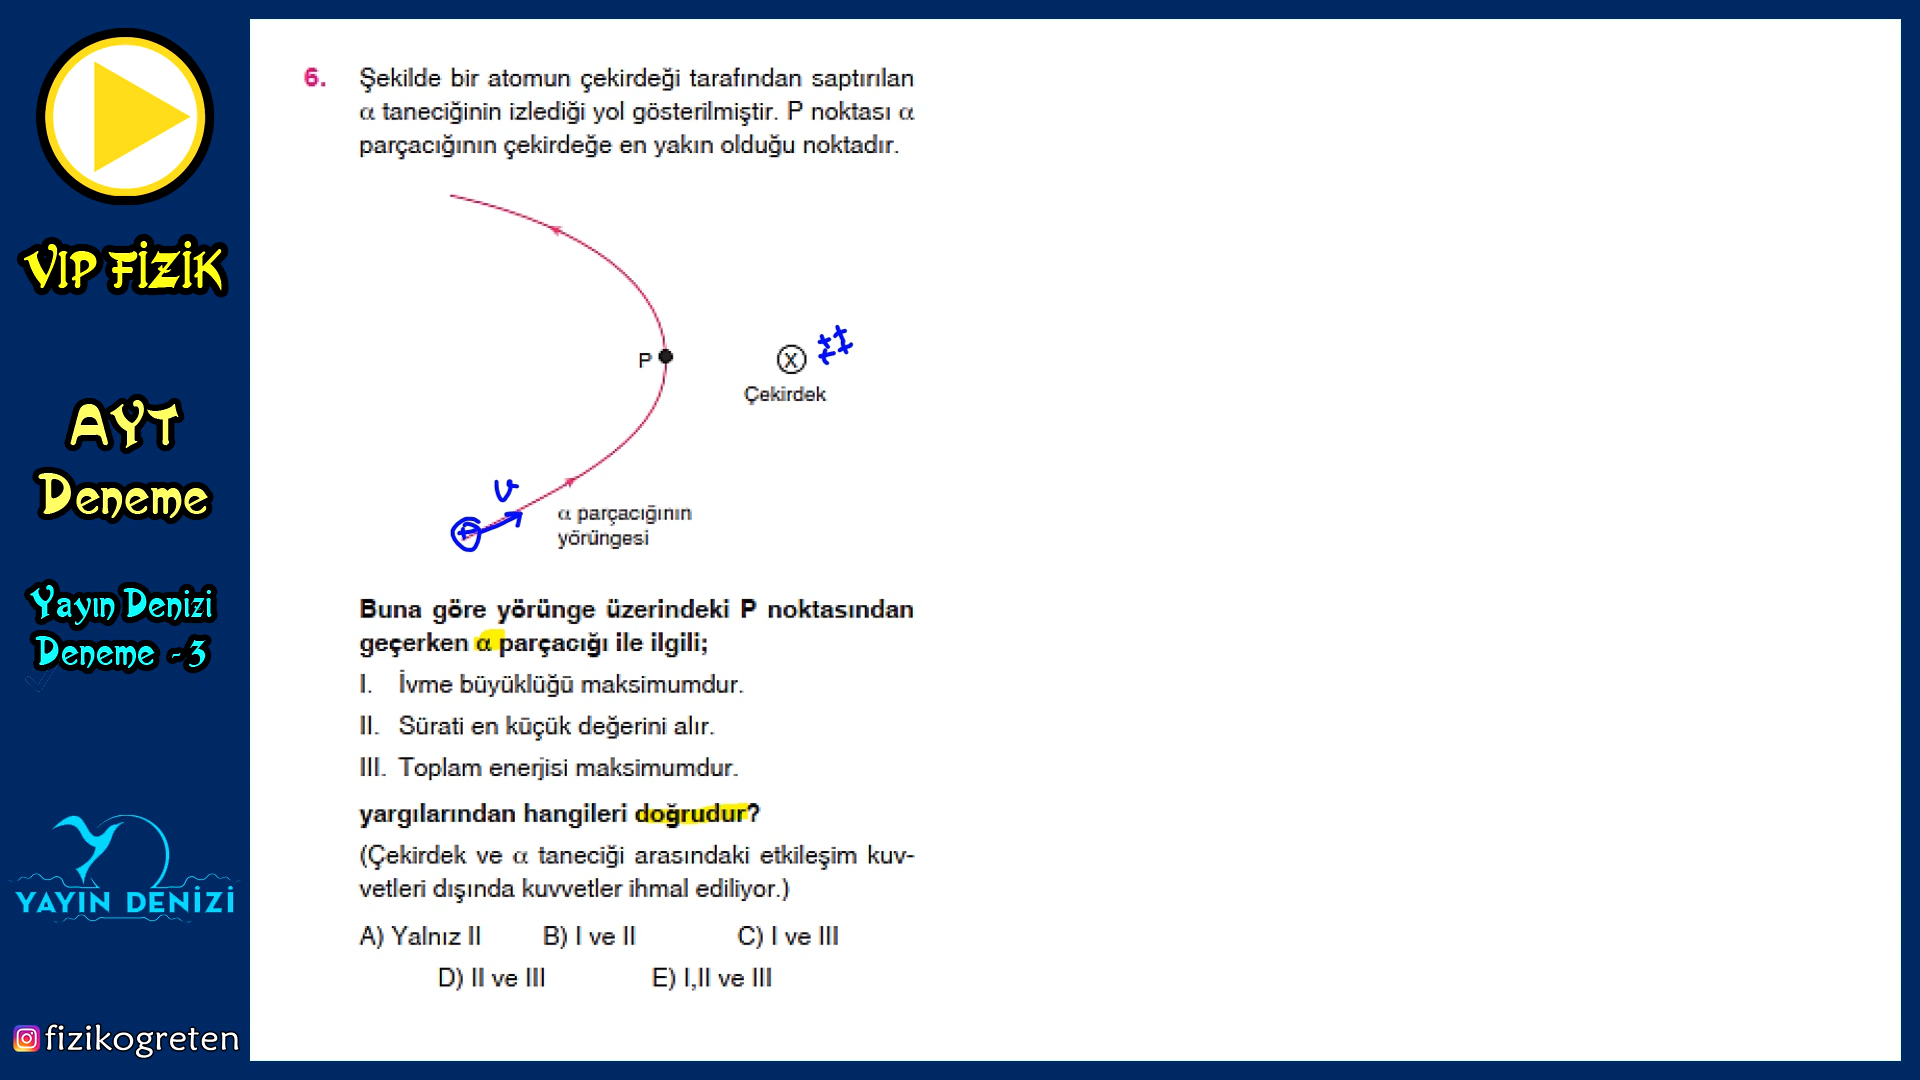 VIP FİZİK
AYT
Deneme
Yayın Denizi
Deneme - 3
YAYIN DENİZİ
fizikogreten
6. Şekilde bir atomun çekirdeği tarafından saptırılan
α taneciğinin izlediği yol gösterilmiştir. P noktası α
parçacığının çekirdeğe en yakın olduğu noktadır.
P
X
++
++
Çekirdek
v
+
α parçacığının
yörüngesi
Buna göre yörünge üzerindeki P noktasından
geçerken α parçacığı ile ilgili;
I. İvme büyüklüğü maksimumdur.
II. Sürati en küçük değerini alır.
III. Toplam enerjisi maksimumdur.
yargılarından hangileri doğrudur?
(Çekirdek ve α taneciği arasındaki etkileşim kuv-
vetleri dışında kuvvetler ihmal ediliyor.)
A) Yalnız II B) I ve II C) I ve III
D) II ve III E) I,II ve III